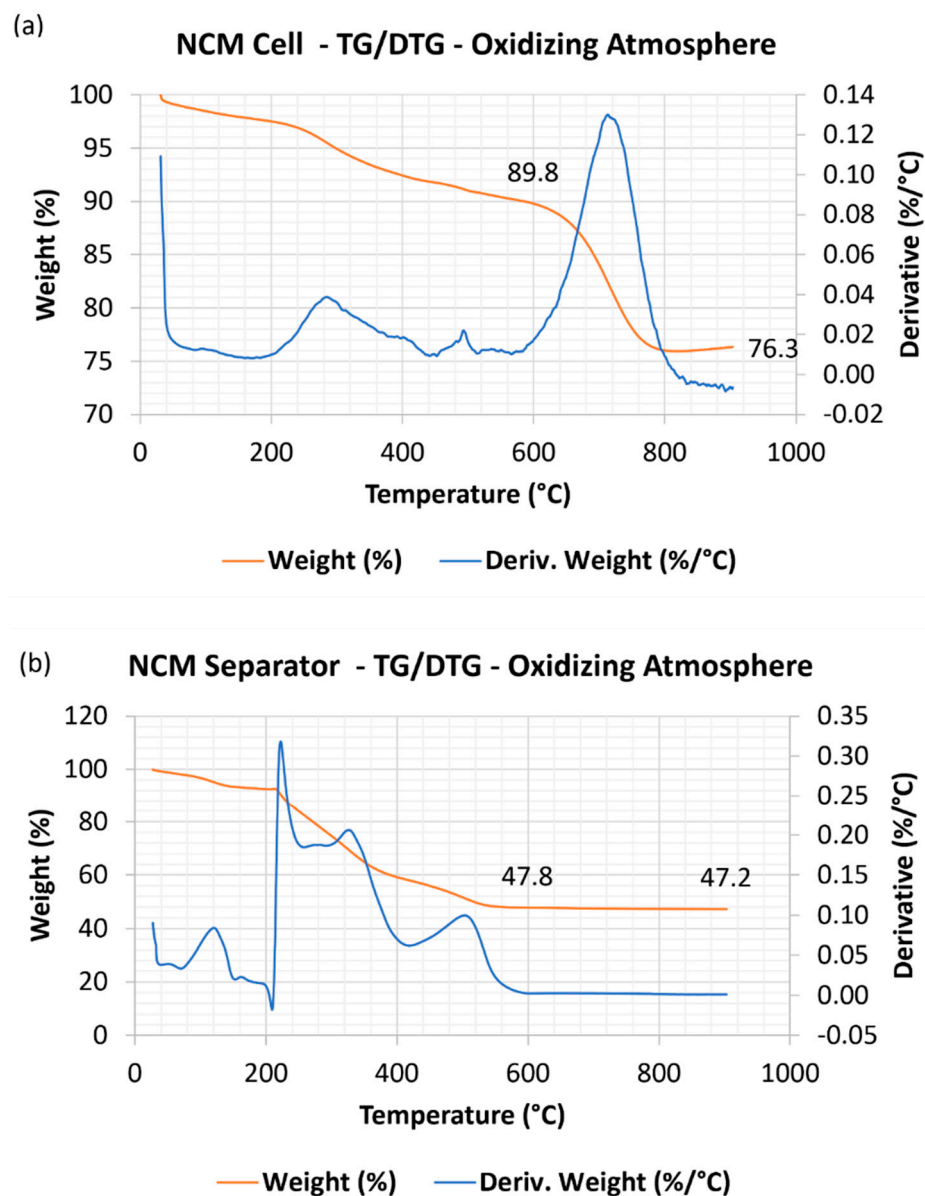 (a)
NCM Cell - TG/DTG - Oxidizing Atmosphere
100
95
90
85
80
75
70
Weight (%)
0.14
0.12
0.10
0.08
0.06
0.04
0.02
0.00
-0.02
Derivative (%/°C)
89.8
76.3
0 200 400 600 800 1000
Temperature (°C)
Weight (%) Deriv. Weight (%/°C)
(b)
NCM Separator - TG/DTG - Oxidizing Atmosphere
120
100
80
60
40
20
0
Weight (%)
0.35
0.30
0.25
0.20
0.15
0.10
0.05
0.00
-0.05
Derivative (%/°C)
47.8
47.2
0 200 400 600 800 1000
Temperature (°C)
Weight (%) Deriv. Weight (%/°C)